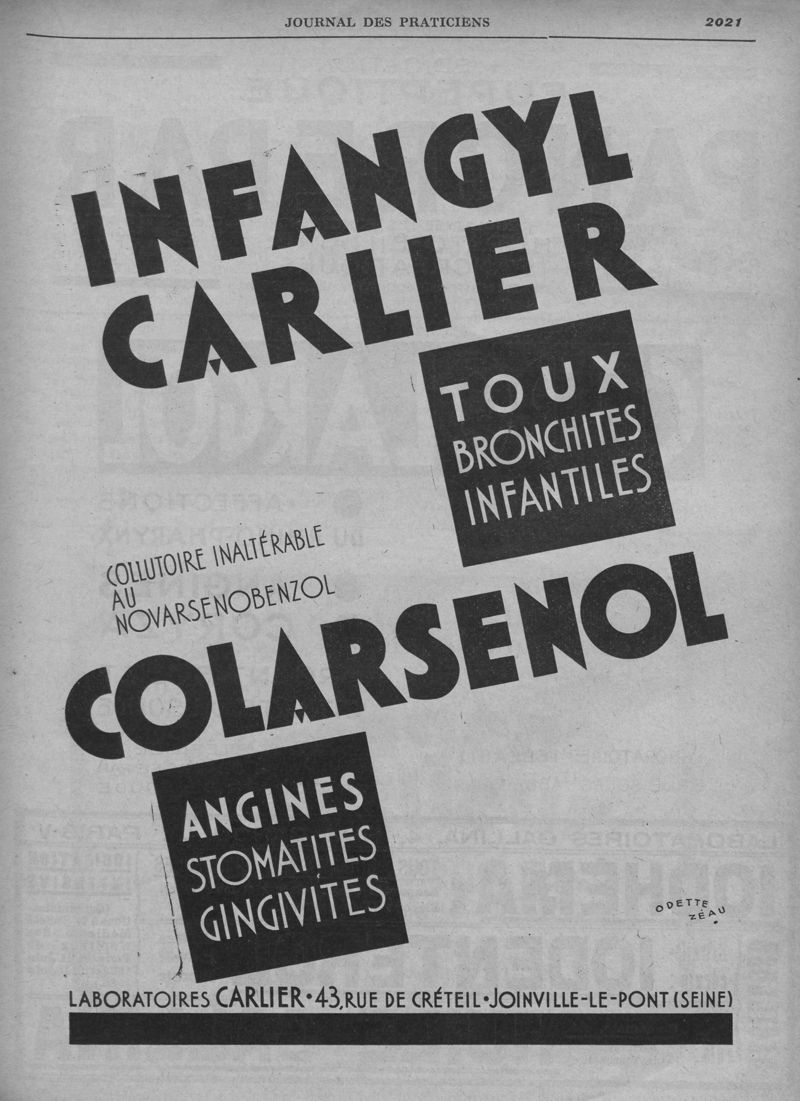 JOURNAL DES PRATICIENS 2021
INFANGYL
CARLIER
TOUX
BRONCHITES
INFANTILES
COLLUTOIRE INALTÉRABLE
AU
NOVARSENOBENZOL
COLARSENOL
ANGINES
STOMATITES
GINGIVITES
ODETTE
ZÉAU
LABORATOIRES CARLIER • 43, RUE DE CRÉTEIL • JOINVILLE-LE-PONT (SEINE)